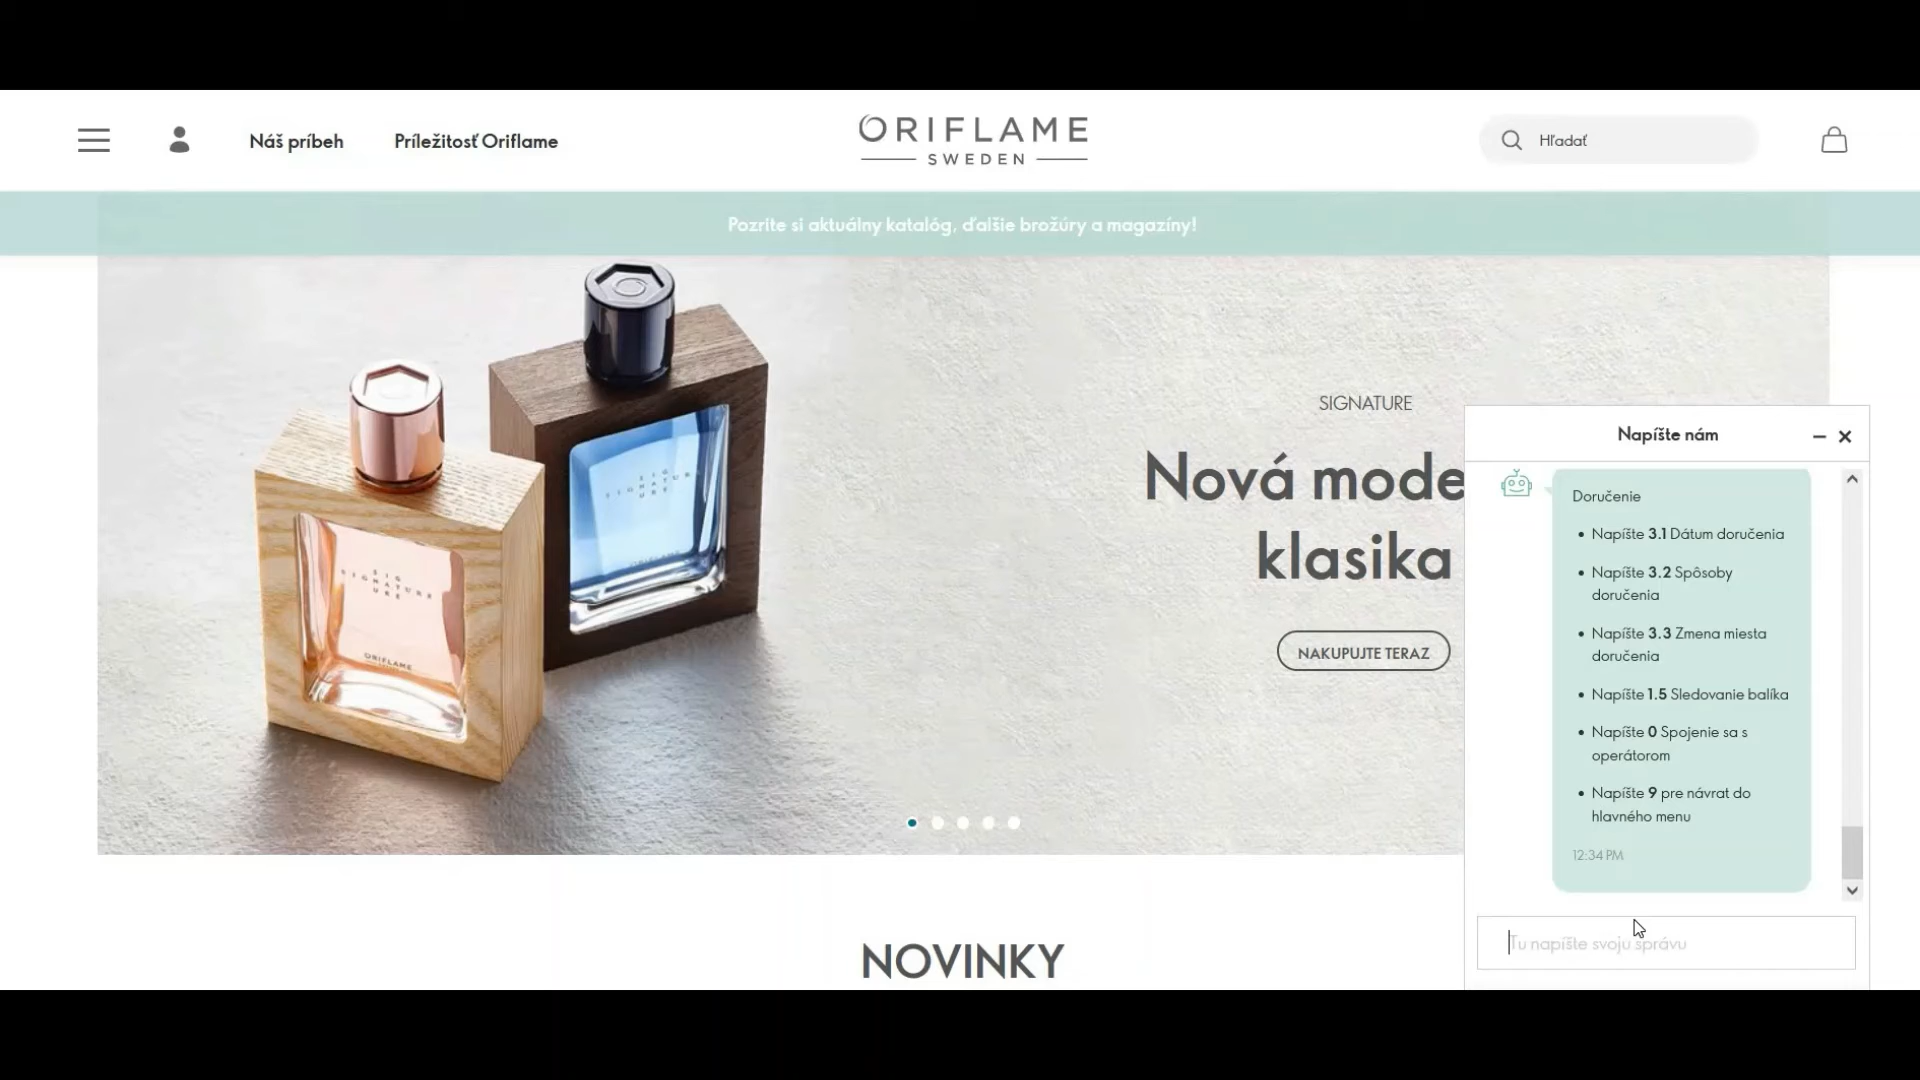 Náš príbeh
Príležitosť Oriflame
ORIFLAME
SWEDEN
Hľadať
Pozrite si aktuálny katalóg, ďalšie brožúry a magazíny!
SIGNATURE
Nová mode
klasika
NAKUPUJTE TERAZ
ORIFLAME
NOVINKY
Napíšte nám
Doručenie
• Napíšte 3.1 Dátum doručenia
• Napíšte 3.2 Spôsoby
doručenia
• Napíšte 3.3 Zmena miesta
doručenia
• Napíšte 1.5 Sledovanie balíka
• Napíšte 0 Spojenie sa s
operátorom
• Napíšte 9 pre návrat do
hlavného menu
12:34 PM
Tu napíšte svoju správu